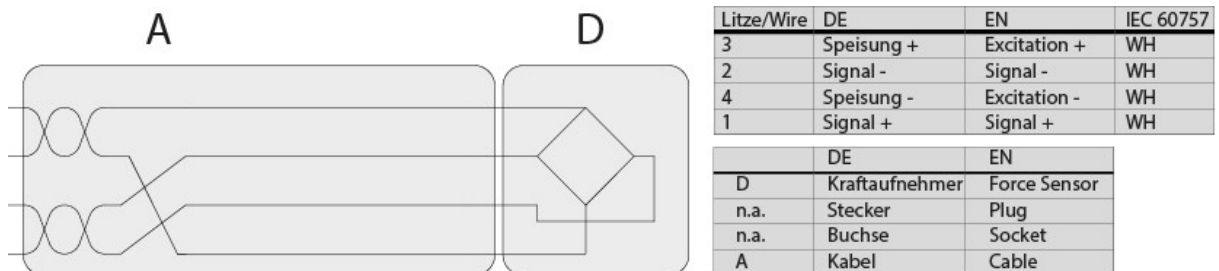 A
D
Litze/Wire DE EN IEC 60757
3 Speisung + Excitation + WH
2 Signal - Signal - WH
4 Speisung - Excitation - WH
1 Signal + Signal + WH
DE EN
D Kraftaufnehmer Force Sensor
n.a. Stecker Plug
n.a. Buchse Socket
A Kabel Cable